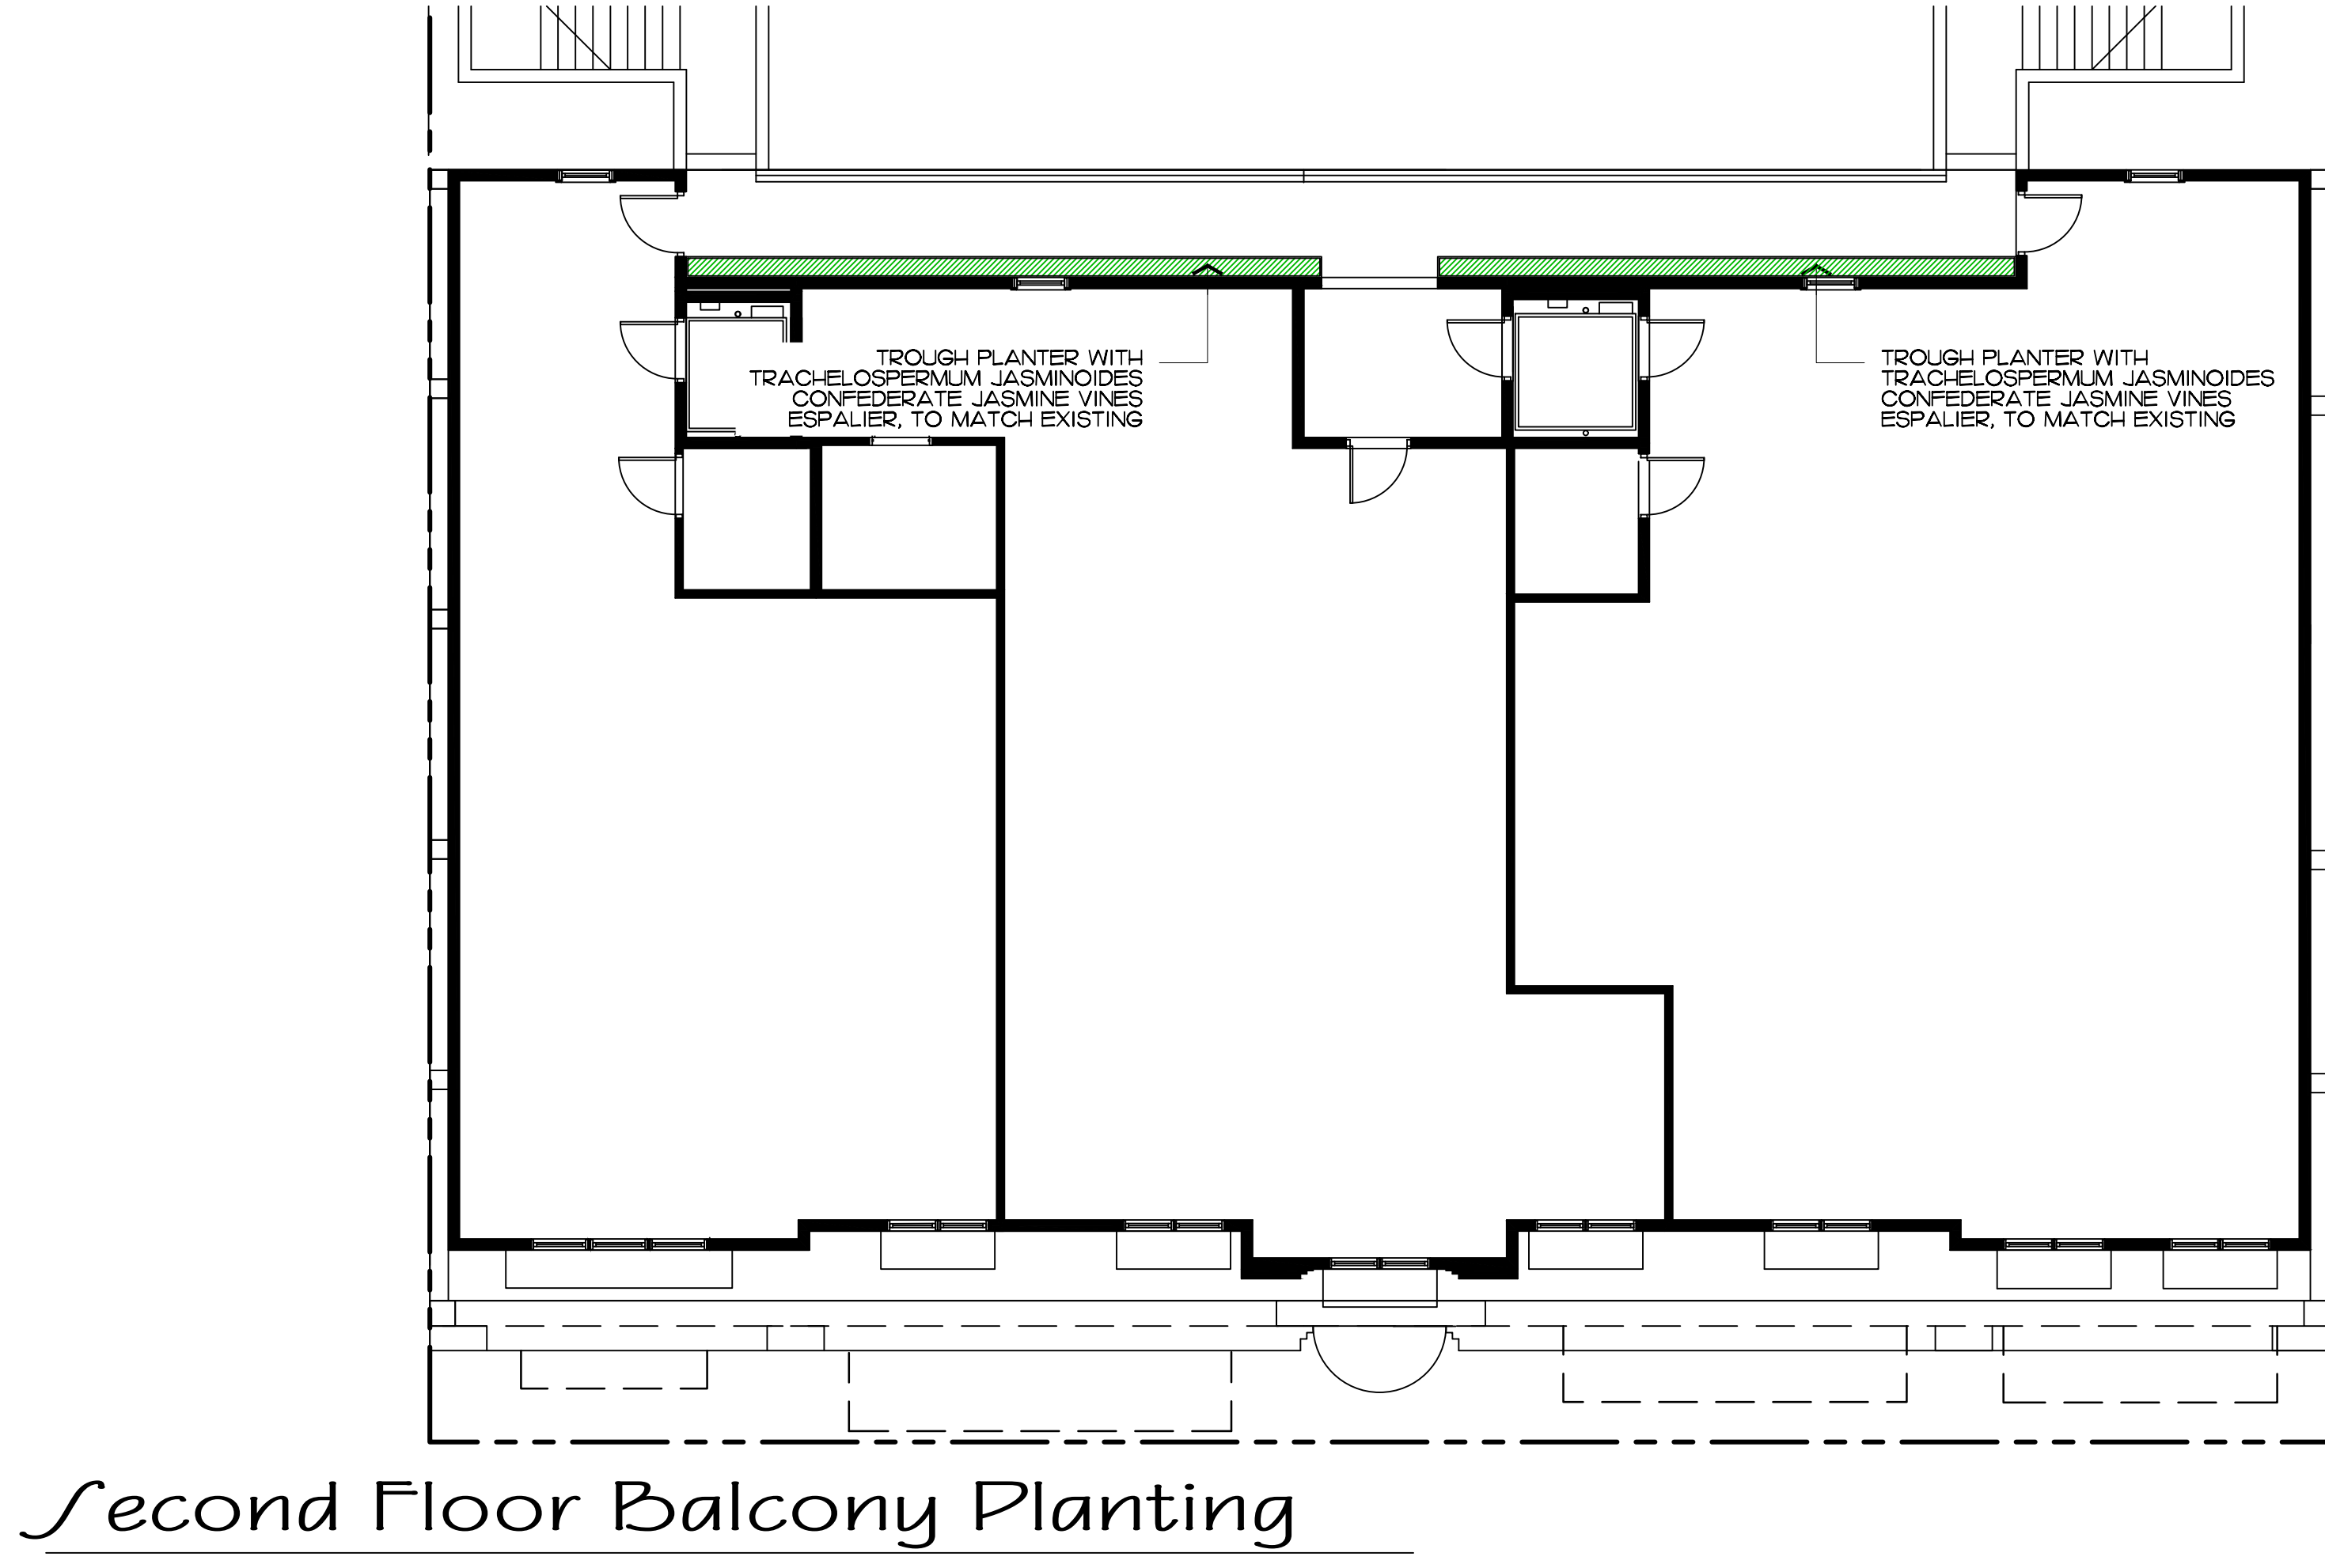 TROUGH PLANTER WITH
TRACHELOSPERMUM JASMINOIDES
CONFEDERATE JASMINE VINES
ESPALIER, TO MATCH EXISTING
TROUGH PLANTER WITH
TRACHELOSPERMUM JASMINOIDES
CONFEDERATE JASMINE VINES
ESPALIER, TO MATCH EXISTING
Second Floor Balcony Planting